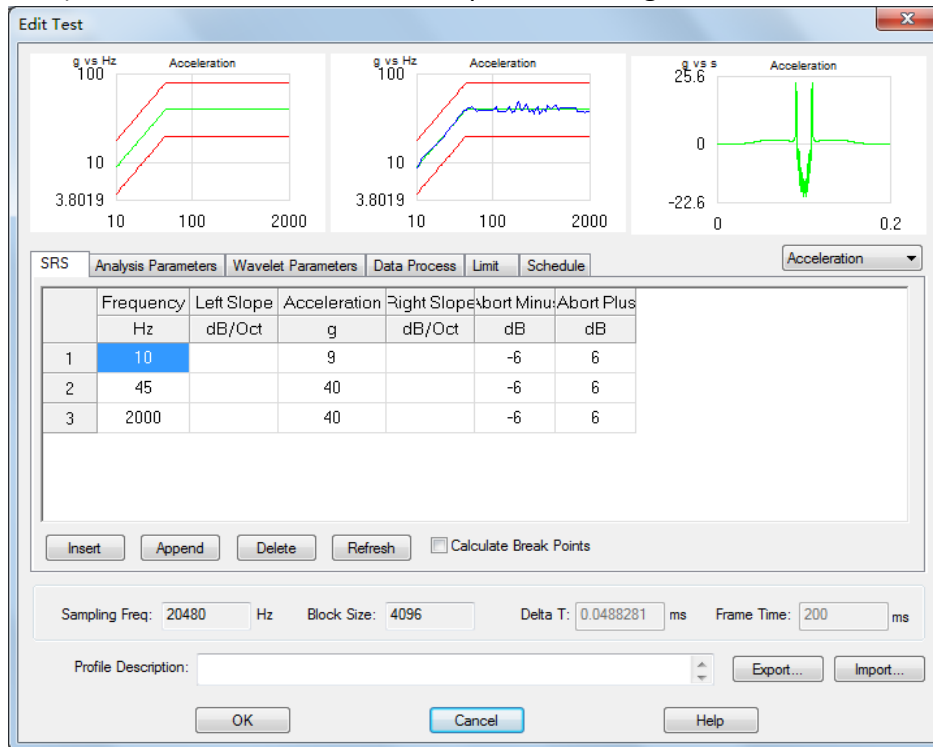 Edit Test
g vs Hz Acceleration
100
10
3.8019
10 100 2000
g vs Hz Acceleration
100
10
3.8019
10 100 2000
g vs s Acceleration
25.6
0
-22.6
0 0.2
SRS Analysis Parameters Wavelet Parameters Data Process Limit Schedule Acceleration
Frequency Left Slope Acceleration Right Slope Abort Minu: Abort Plus
Hz dB/Oct g dB/Oct dB dB
1 10 9 -6 6
2 45 40 -6 6
3 2000 40 -6 6
Insert Append Delete Refresh Calculate Break Points
Sampling Freq: 20480 Hz Block Size: 4096 Delta T: 0.0488281 ms Frame Time: 200 ms
Profile Description: Export... Import...
OK Cancel Help